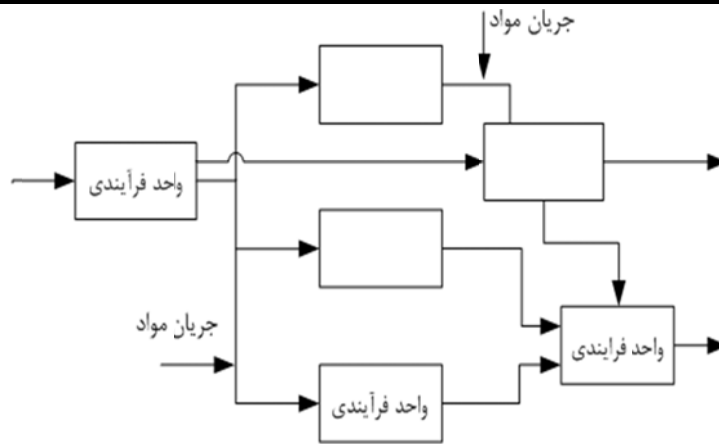 جریان مواد
واحد فرآیندی
جریان مواد
واحد فرایندی
واحد فرآیندی